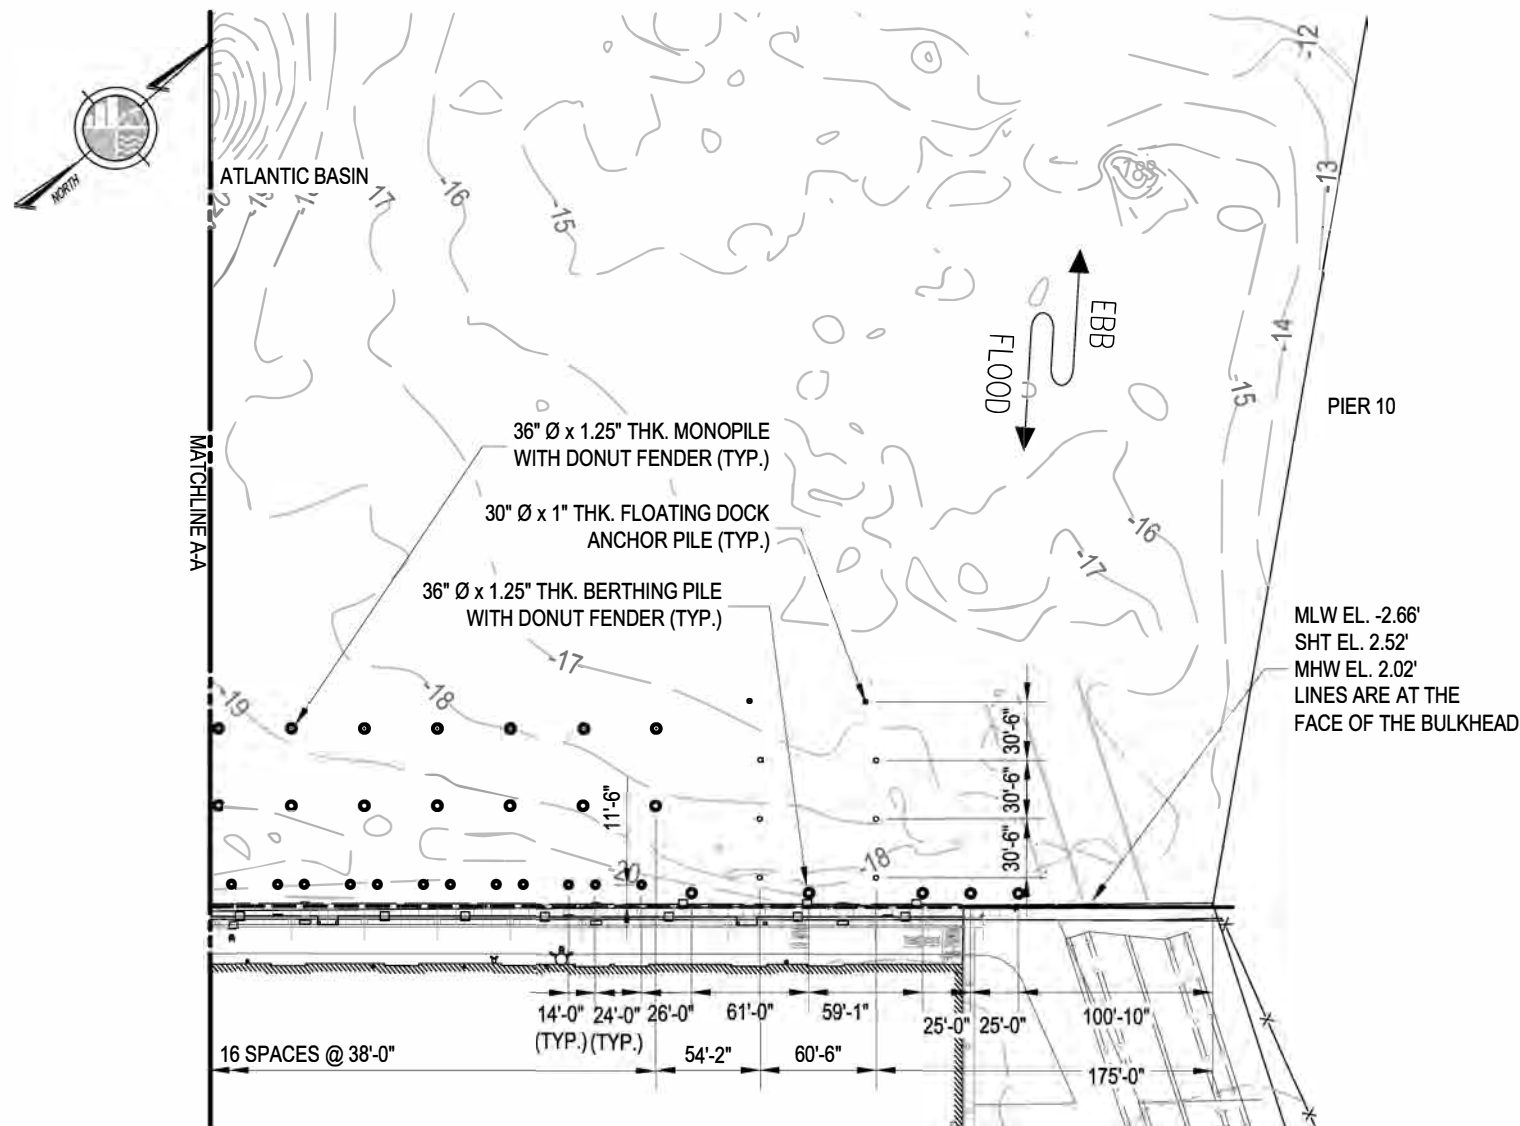 -12
-13
NORTH
ATLANTIC BASIN
-17
-16
-15
-14
EBB
FLOOD
-15
PIER 10
36" Ø x 1.25" THK. MONOPILE
WITH DONUT FENDER (TYP.)
MATCHLINE A-A
30" Ø x 1" THK. FLOATING DOCK
ANCHOR PILE (TYP.)
-16
-17
36" Ø x 1.25" THK. BERTHING PILE
WITH DONUT FENDER (TYP.)
MLW EL. -2.66'
SHT EL. 2.52'
MHW EL. 2.02'
LINES ARE AT THE
FACE OF THE BULKHEAD
-17
-18
-19
30'-6"
30'-6"
30'-6"
11'-6"
-18
-20
14'-0"
(TYP.)
24'-0"
(TYP.)
26'-0"
61'-0"
59'-1"
25'-0"
25'-0"
100'-10"
16 SPACES @ 38'-0"
54'-2"
60'-6"
175'-0"